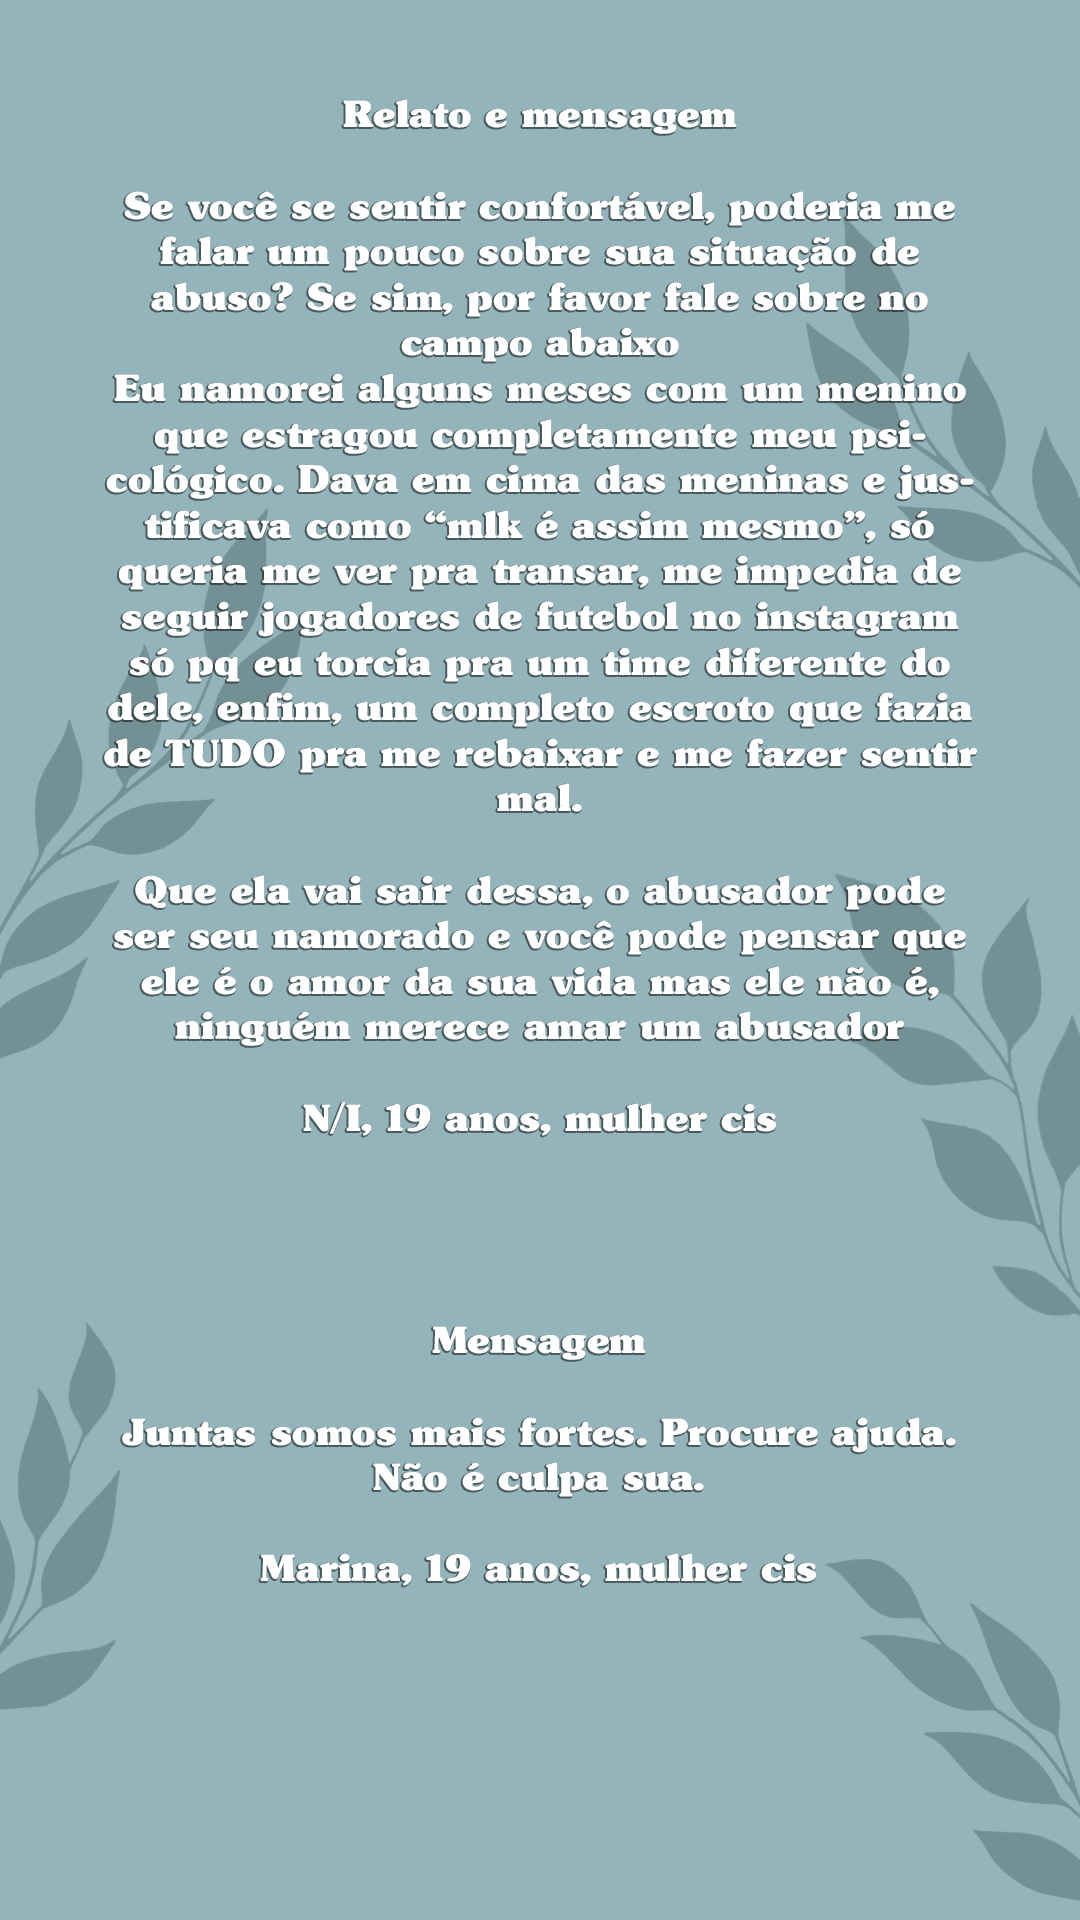 Relato e mensagem
Se você se sentir confortável, poderia me
falar um pouco sobre sua situação de
abuso? Se sim, por favor fale sobre no
campo abaixo
Eu namorei alguns meses com um menino
que estragou completamente meu psi-
cológico. Dava em cima das meninas e jus-
tificava como “mlk é assim mesmo”, só
queria me ver pra transar, me impedia de
seguir jogadores de futebol no instagram
só pq eu torcia pra um time diferente do
dele, enfim, um completo escroto que fazia
de TUDO pra me rebaixar e me fazer sentir
mal.
Que ela vai sair dessa, o abusador pode
ser seu namorado e você pode pensar que
ele é o amor da sua vida mas ele não é,
ninguém merece amar um abusador
N/I, 19 anos, mulher cis
Mensagem
Juntas somos mais fortes. Procure ajuda.
Não é culpa sua.
Marina, 19 anos, mulher cis